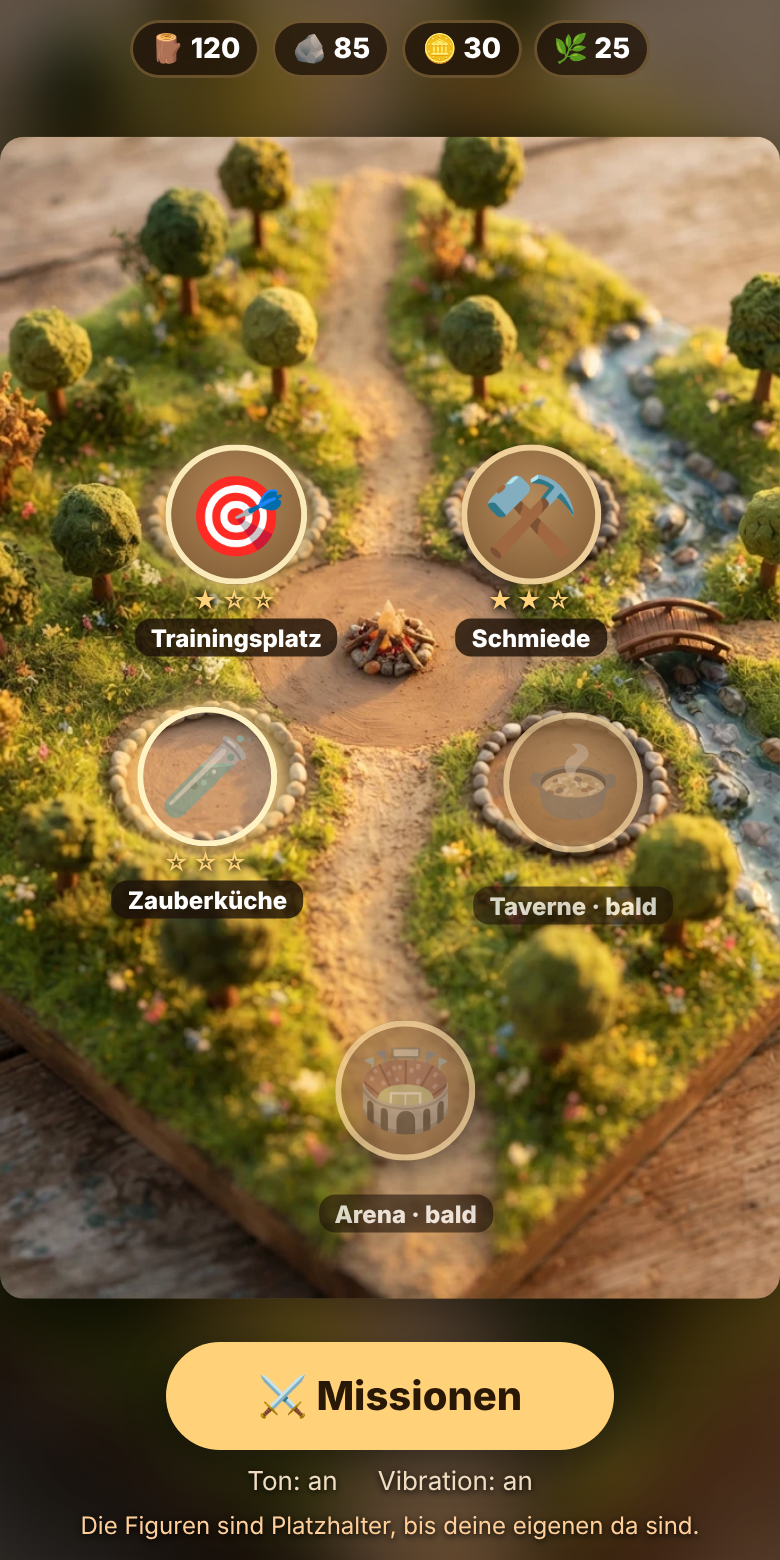 120 85 30 25
Trainingsplatz Schmiede
Zauberküche
Taverne · bald
Arena · bald
Missionen
Ton: an Vibration: an
Die Figuren sind Platzhalter, bis deine eigenen da sind.